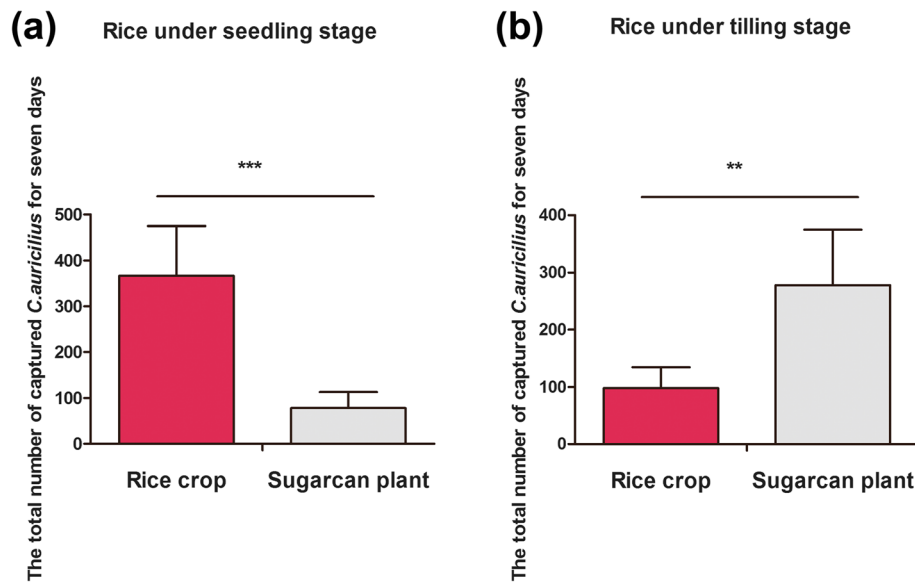 (a) Rice under seedling stage
The total number of captured C.auricilius for seven days
***
500
400
300
200
100
0
Rice crop Sugarcan plant
(b) Rice under tilling stage
The total number of captured C.auricilius for seven days
**
400
300
200
100
0
Rice crop Sugarcan plant